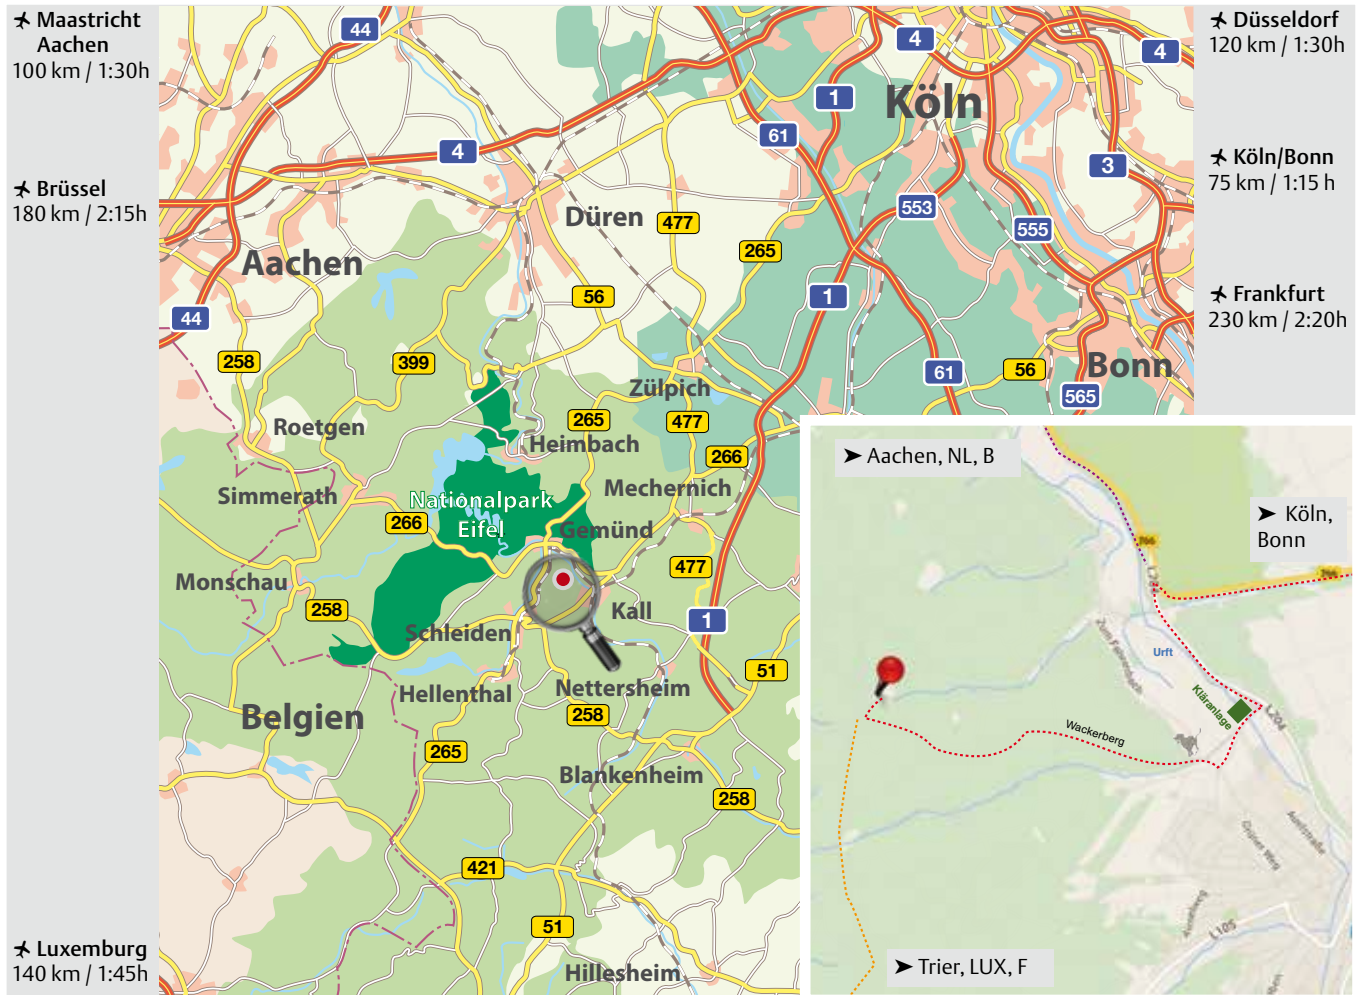 Maastricht
Aachen
100 km / 1:30h
Brüssel
180 km / 2:15h
Luxemburg
140 km / 1:45h
Düsseldorf
120 km / 1:30h
Köln/Bonn
75 km / 1:15 h
Frankfurt
230 km / 2:20h
44
4
4
1
Köln
61
4
3
Düren
477
553
555
265
Aachen
56
1
44
258
399
Zülpich
61
56
Bonn
565
Roetgen
265
477
Heimbach
266
Simmerath
Nationalpark
Eifel
Mechernich
266
Gemünd
477
Monschau
258
Kall
1
Schleiden
51
Hellenthal
Nettersheim
Belgien
258
265
Blankenheim
258
421
51
Hillesheim
➤ Aachen, NL, B
➤ Köln,
Bonn
266
266
Urft
Kläranlage
L204
Wackerberg
L105
➤ Trier, LUX, F